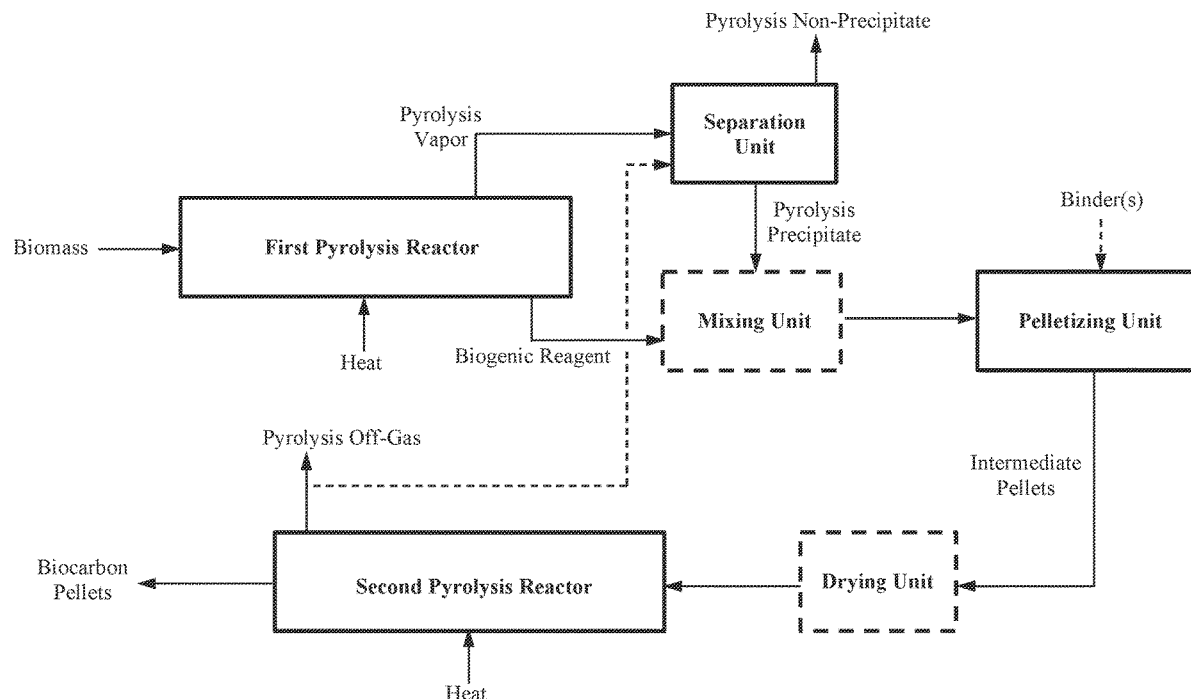 Pyrolysis Non-Precipitate
Pyrolysis
Vapor
Separation
Unit
Biomass
First Pyrolysis Reactor
Pyrolysis
Precipitate
Binder(s)
Mixing Unit
Pelletizing Unit
Heat
Biogenic Reagent
Pyrolysis Off-Gas
Intermediate
Pellets
Biocarbon
Pellets
Second Pyrolysis Reactor
Drying Unit
Heat